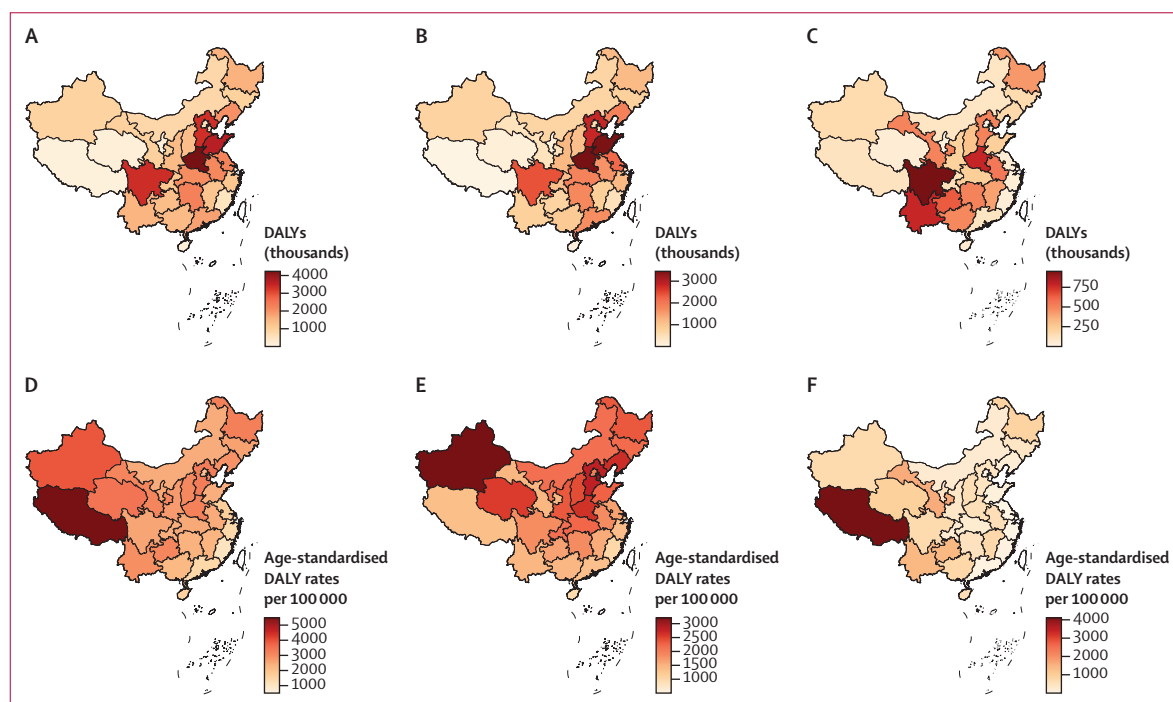 A
B
C
DALYs
(thousands)
4000
3000
2000
1000
DALYs
(thousands)
3000
2000
1000
DALYs
(thousands)
750
500
250
D
E
F
Age-standardised
DALY rates
per 100 000
5000
4000
3000
2000
1000
Age-standardised
DALY rates
per 100 000
3000
2500
2000
1500
1000
Age-standardised
DALY rates
per 100 000
4000
3000
2000
1000